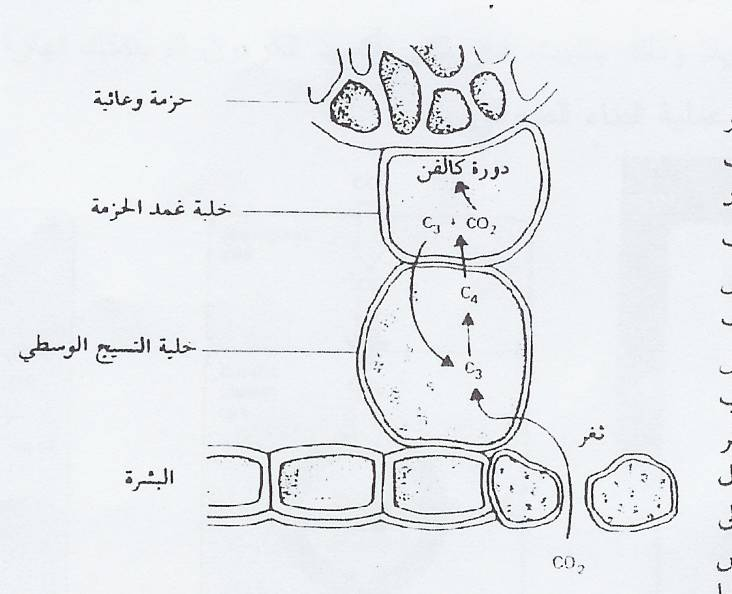 حزمة وعائية
دورة كالفن
خلية غمد الحزمة
C₃ + CO₂
C₄
خلية النسيج الوسطي
C₃
ثغر
البشرة
CO₂